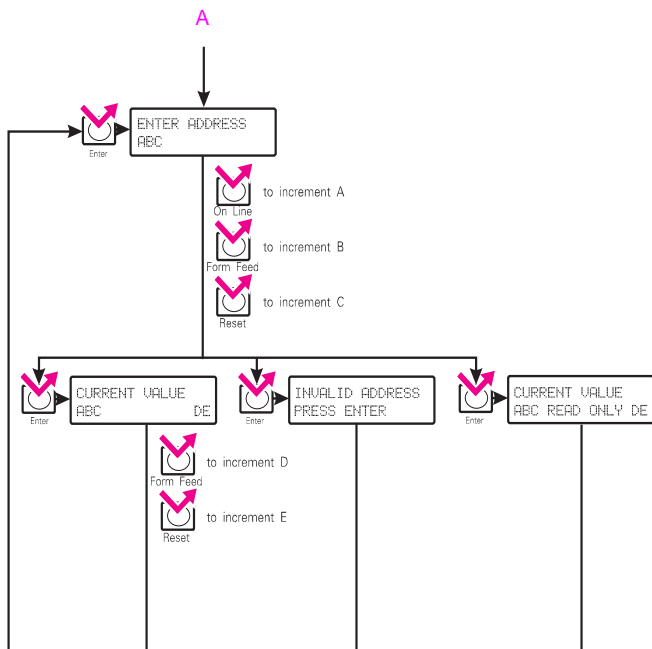 A
ENTER ADDRESS
ABC
Enter
On Line
to increment A
Form Feed
to increment B
Reset
to increment C
Enter
CURRENT VALUE
ABC DE
Enter
INVALID ADDRESS
PRESS ENTER
Enter
CURRENT VALUE
ABC READ ONLY DE
Form Feed
to increment D
Reset
to increment E